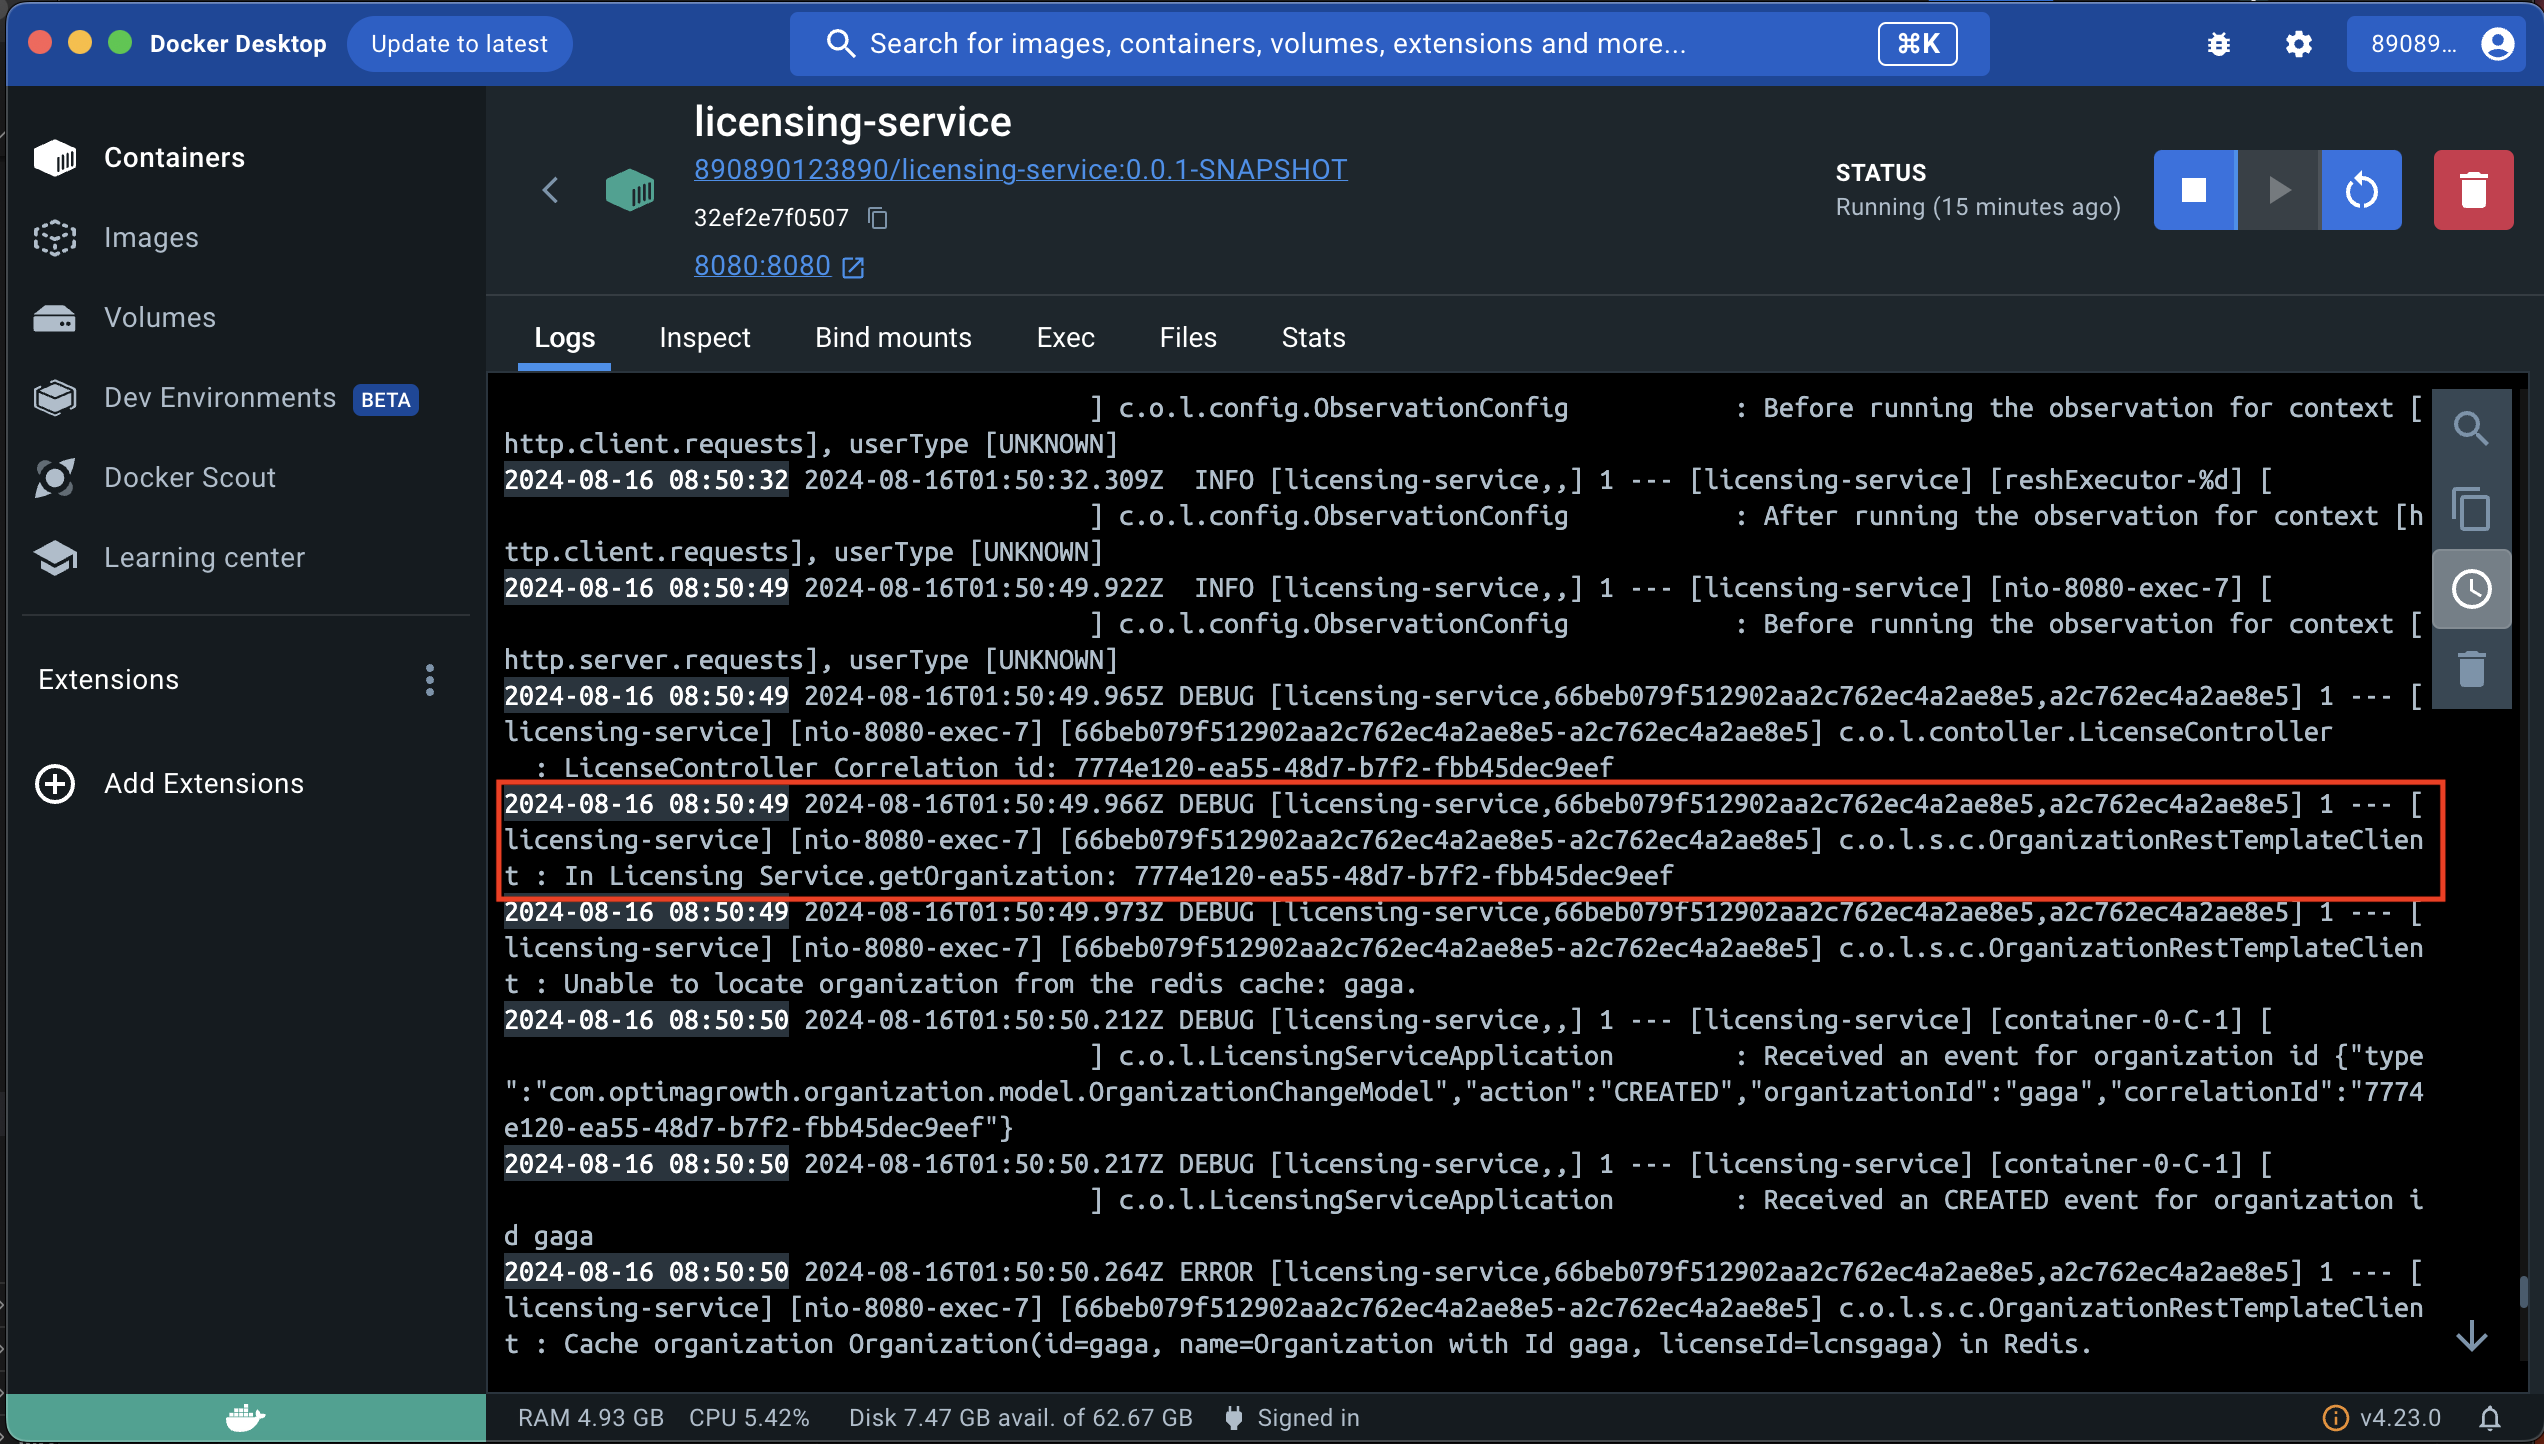 Docker Desktop
Update to latest
Search for images, containers, volumes, extensions and more...
⌘K
89089...
Containers
Images
Volumes
Dev Environments BETA
Docker Scout
Learning center
Extensions
Add Extensions
licensing-service
890890123890/licensing-service:0.0.1-SNAPSHOT
32ef2e7f0507
8080:8080
STATUS
Running (15 minutes ago)
Logs Inspect Bind mounts Exec Files Stats
] c.o.l.config.ObservationConfig : Before running the observation for context [
http.client.requests], userType [UNKNOWN]
2024-08-16 08:50:32 2024-08-16T01:50:32.309Z INFO [licensing-service,,] 1 --- [licensing-service] [reshExecutor-%d] [
] c.o.l.config.ObservationConfig : After running the observation for context [h
ttp.client.requests], userType [UNKNOWN]
2024-08-16 08:50:49 2024-08-16T01:50:49.922Z INFO [licensing-service,,] 1 --- [licensing-service] [nio-8080-exec-7] [
] c.o.l.config.ObservationConfig : Before running the observation for context [
http.server.requests], userType [UNKNOWN]
2024-08-16 08:50:49 2024-08-16T01:50:49.965Z DEBUG [licensing-service,66beb079f512902aa2c762ec4a2ae8e5,a2c762ec4a2ae8e5] 1 --- [
licensing-service] [nio-8080-exec-7] [66beb079f512902aa2c762ec4a2ae8e5-a2c762ec4a2ae8e5] c.o.l.contoller.LicenseController
: LicenseController Correlation id: 7774e120-ea55-48d7-b7f2-fbb45dec9eef
2024-08-16 08:50:49 2024-08-16T01:50:49.966Z DEBUG [licensing-service,66beb079f512902aa2c762ec4a2ae8e5,a2c762ec4a2ae8e5] 1 --- [
licensing-service] [nio-8080-exec-7] [66beb079f512902aa2c762ec4a2ae8e5-a2c762ec4a2ae8e5] c.o.l.s.c.OrganizationRestTemplateClien
t : In Licensing Service.getOrganization: 7774e120-ea55-48d7-b7f2-fbb45dec9eef
2024-08-16 08:50:49 2024-08-16T01:50:49.973Z DEBUG [licensing-service,66beb079f512902aa2c762ec4a2ae8e5,a2c762ec4a2ae8e5] 1 --- [
licensing-service] [nio-8080-exec-7] [66beb079f512902aa2c762ec4a2ae8e5-a2c762ec4a2ae8e5] c.o.l.s.c.OrganizationRestTemplateClien
t : Unable to locate organization from the redis cache: gaga.
2024-08-16 08:50:50 2024-08-16T01:50:50.212Z DEBUG [licensing-service,,] 1 --- [licensing-service] [container-0-C-1] [
] c.o.l.LicensingServiceApplication : Received an event for organization id {"type
":"com.optimagrowth.organization.model.OrganizationChangeModel","action":"CREATED","organizationId":"gaga","correlationId":"7774
e120-ea55-48d7-b7f2-fbb45dec9eef"}
2024-08-16 08:50:50 2024-08-16T01:50:50.217Z DEBUG [licensing-service,,] 1 --- [licensing-service] [container-0-C-1] [
] c.o.l.LicensingServiceApplication : Received an CREATED event for organization i
d gaga
2024-08-16 08:50:50 2024-08-16T01:50:50.264Z ERROR [licensing-service,66beb079f512902aa2c762ec4a2ae8e5,a2c762ec4a2ae8e5] 1 --- [
licensing-service] [nio-8080-exec-7] [66beb079f512902aa2c762ec4a2ae8e5-a2c762ec4a2ae8e5] c.o.l.s.c.OrganizationRestTemplateClien
t : Cache organization Organization(id=gaga, name=Organization with Id gaga, licenseId=lcnsgaga) in Redis.
RAM 4.93 GB CPU 5.42% Disk 7.47 GB avail. of 62.67 GB Signed in
v4.23.0